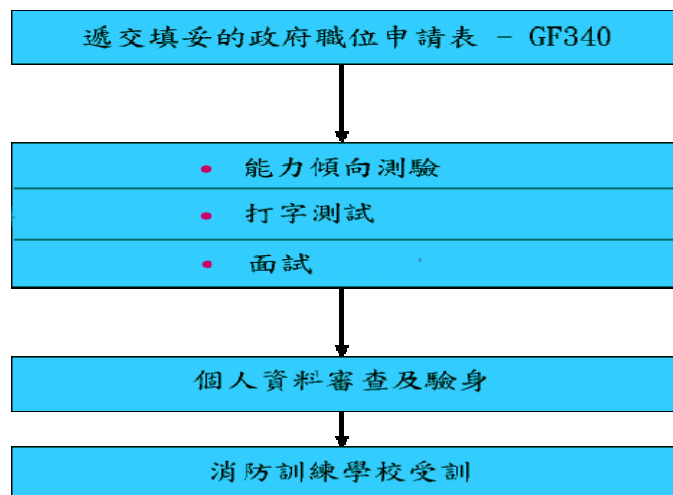 遞交填妥的政府職位申請表 - GF340
• 能力傾向測驗
• 打字測試
• 面試
個人資料審查及驗身
消防訓練學校受訓